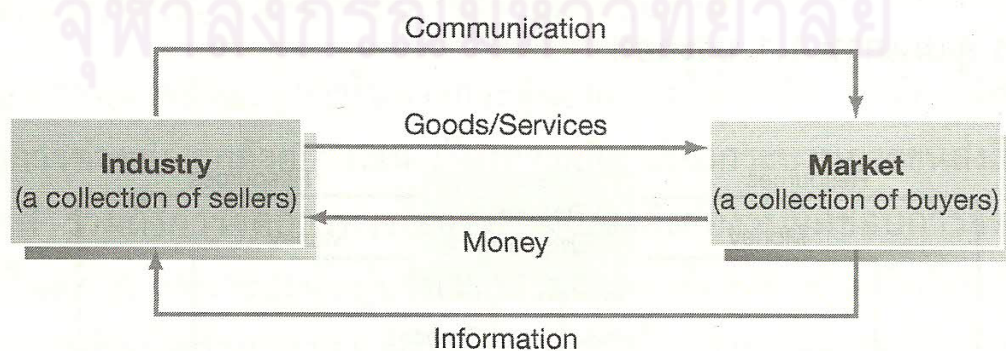 จุฬาลงกรณ์มหาวิทยาลัย
Communication
Goods/Services
Industry
(a collection of sellers)
Market
(a collection of buyers)
Money
Information